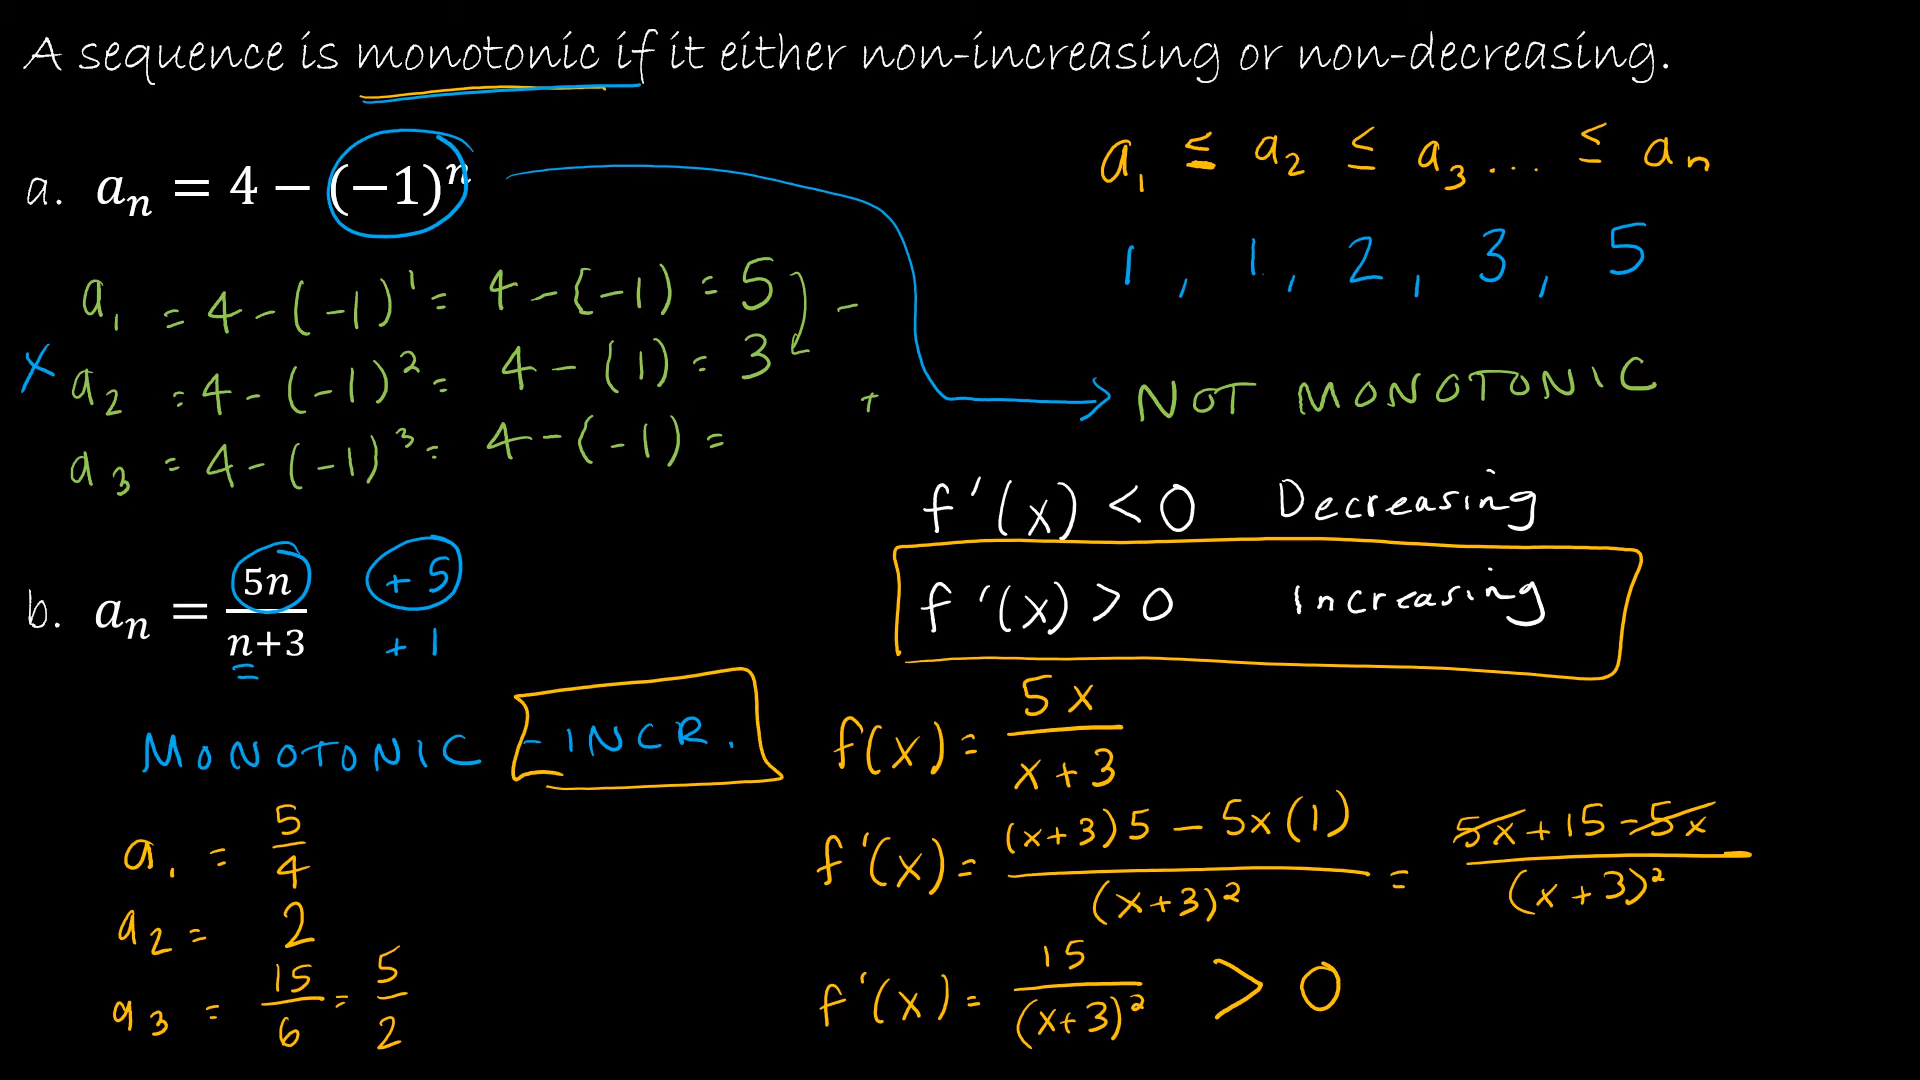 A sequence is monotonic if it either non-increasing or non-decreasing.
a. aₙ = 4 − (−1)ⁿ
a₁ ≤ a₂ ≤ a₃ ... ≤ aₙ
1 , 1 , 2 , 3 , 5
a₁ = 4 - (-1)¹ = 4 - (-1) = 5 -
X a₂ = 4 - (-1)² = 4 - (1) = 3
+
a₃ = 4 - (-1)³ = 4 - (-1) =
NOT MONOTONIC
f'(x) < 0 Decreasing
f'(x) > 0 Increasing
b. aₙ = 5n/n+3
+ 5
+ 1
MONOTONIC - INCR.
a₁ = 5/4
a₂ = 2
a₃ = 15/6 = 5/2
f(x) = 5x/x+3
f'(x) = (x+3)5 - 5x(1)/(x+3)² = 5x+15-5x/(x+3)²
f'(x) = 15/(x+3)² > 0